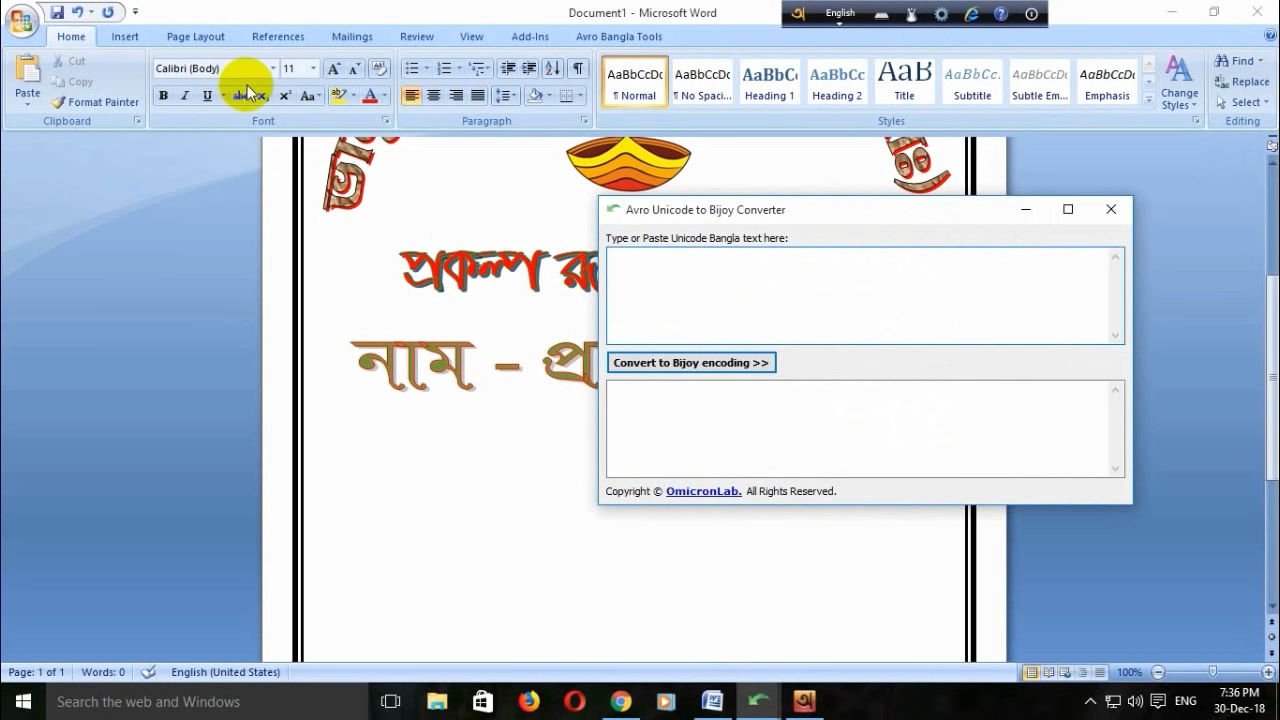 Document1 - Microsoft Word
English
Home Insert Page Layout References Mailings Review View Add-Ins Avro Bangla Tools
Paste
Cut
Copy
Format Painter
Clipboard
Calibri (Body) 11
B I U abc X X² Aa
Font
Paragraph
AaBbCcDc AaBbCcDc AaBbC AaBbCc AaB AaBbCc. AaBbCcDc AaBbCcDc
¶ Normal ¶ No Spaci... Heading 1 Heading 2 Title Subtitle Subtle Em... Emphasis
Change
Styles
Styles
Find
Replace
Select
Editing
প্রকল্প
নাম –
Avro Unicode to Bijoy Converter
Type or Paste Unicode Bangla text here:
Convert to Bijoy encoding >>
Copyright © OmicronLab. All Rights Reserved.
Page: 1 of 1 Words: 0 English (United States) 100%
Search the web and Windows
ENG
7:36 PM
30-Dec-18